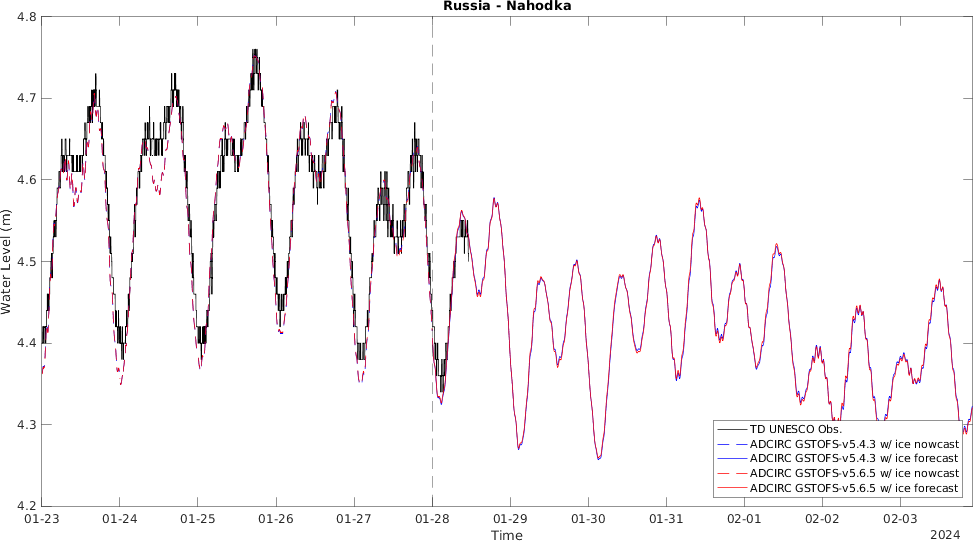 Russia - Nahodka
Water Level (m)
4.8
4.7
4.6
4.5
4.4
4.3
4.2
TD UNESCO Obs.
ADCIRC GSTOFS-v5.4.3 w/ ice nowcast
ADCIRC GSTOFS-v5.4.3 w/ ice forecast
ADCIRC GSTOFS-v5.6.5 w/ ice nowcast
ADCIRC GSTOFS-v5.6.5 w/ ice forecast
01-23 01-24 01-25 01-26 01-27 01-28 01-29 01-30 01-31 02-01 02-02 02-03
Time
2024